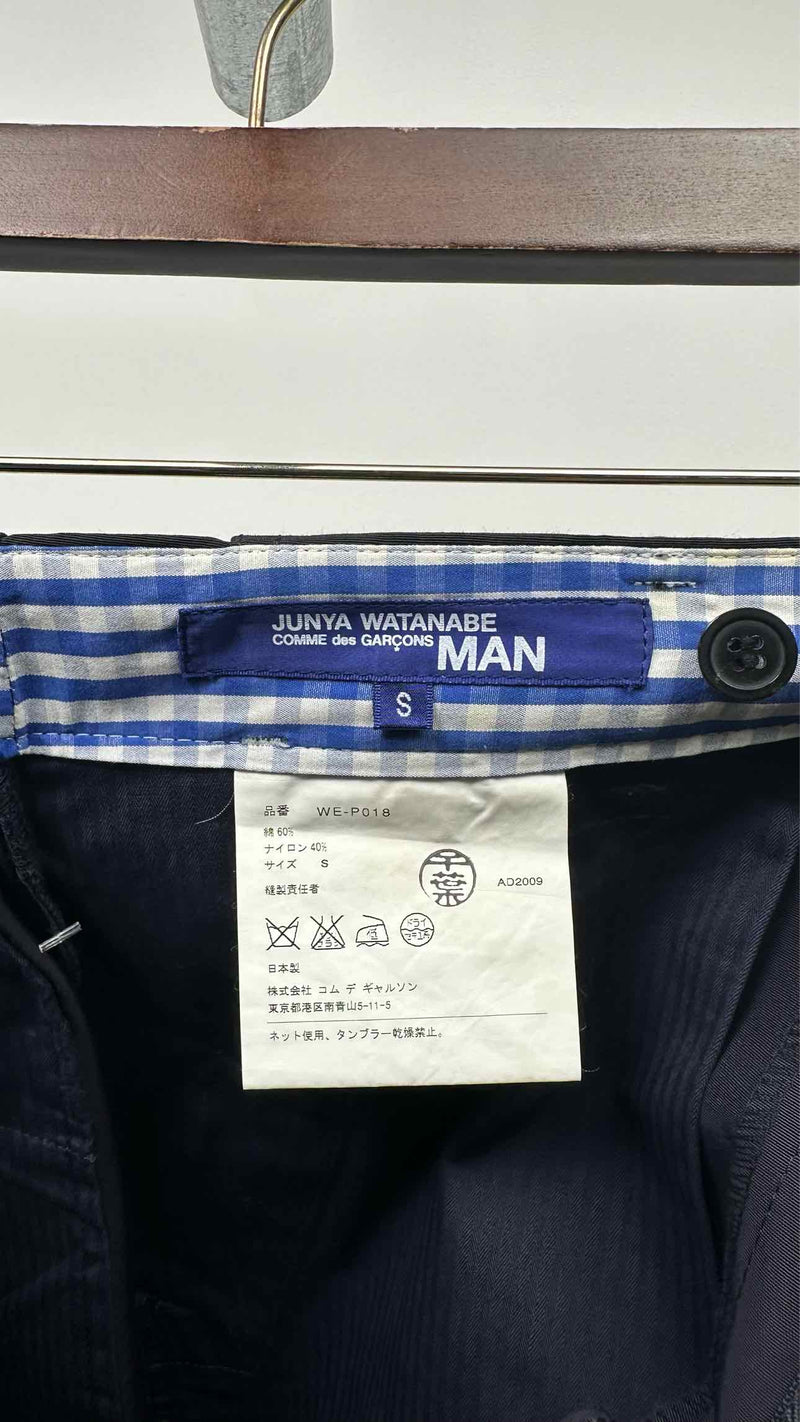 JUNYA WATANABE
COMME des GARÇONS MAN
S
品番 WE-P018
綿 60%
ナイロン 40%
サイズ S
千葉
縫製責任者
AD2009
ドライ
日本製
株式会社 コム デ ギャルソン
東京都港区南青山5-11-5
ネット使用、タンブラー乾燥禁止。